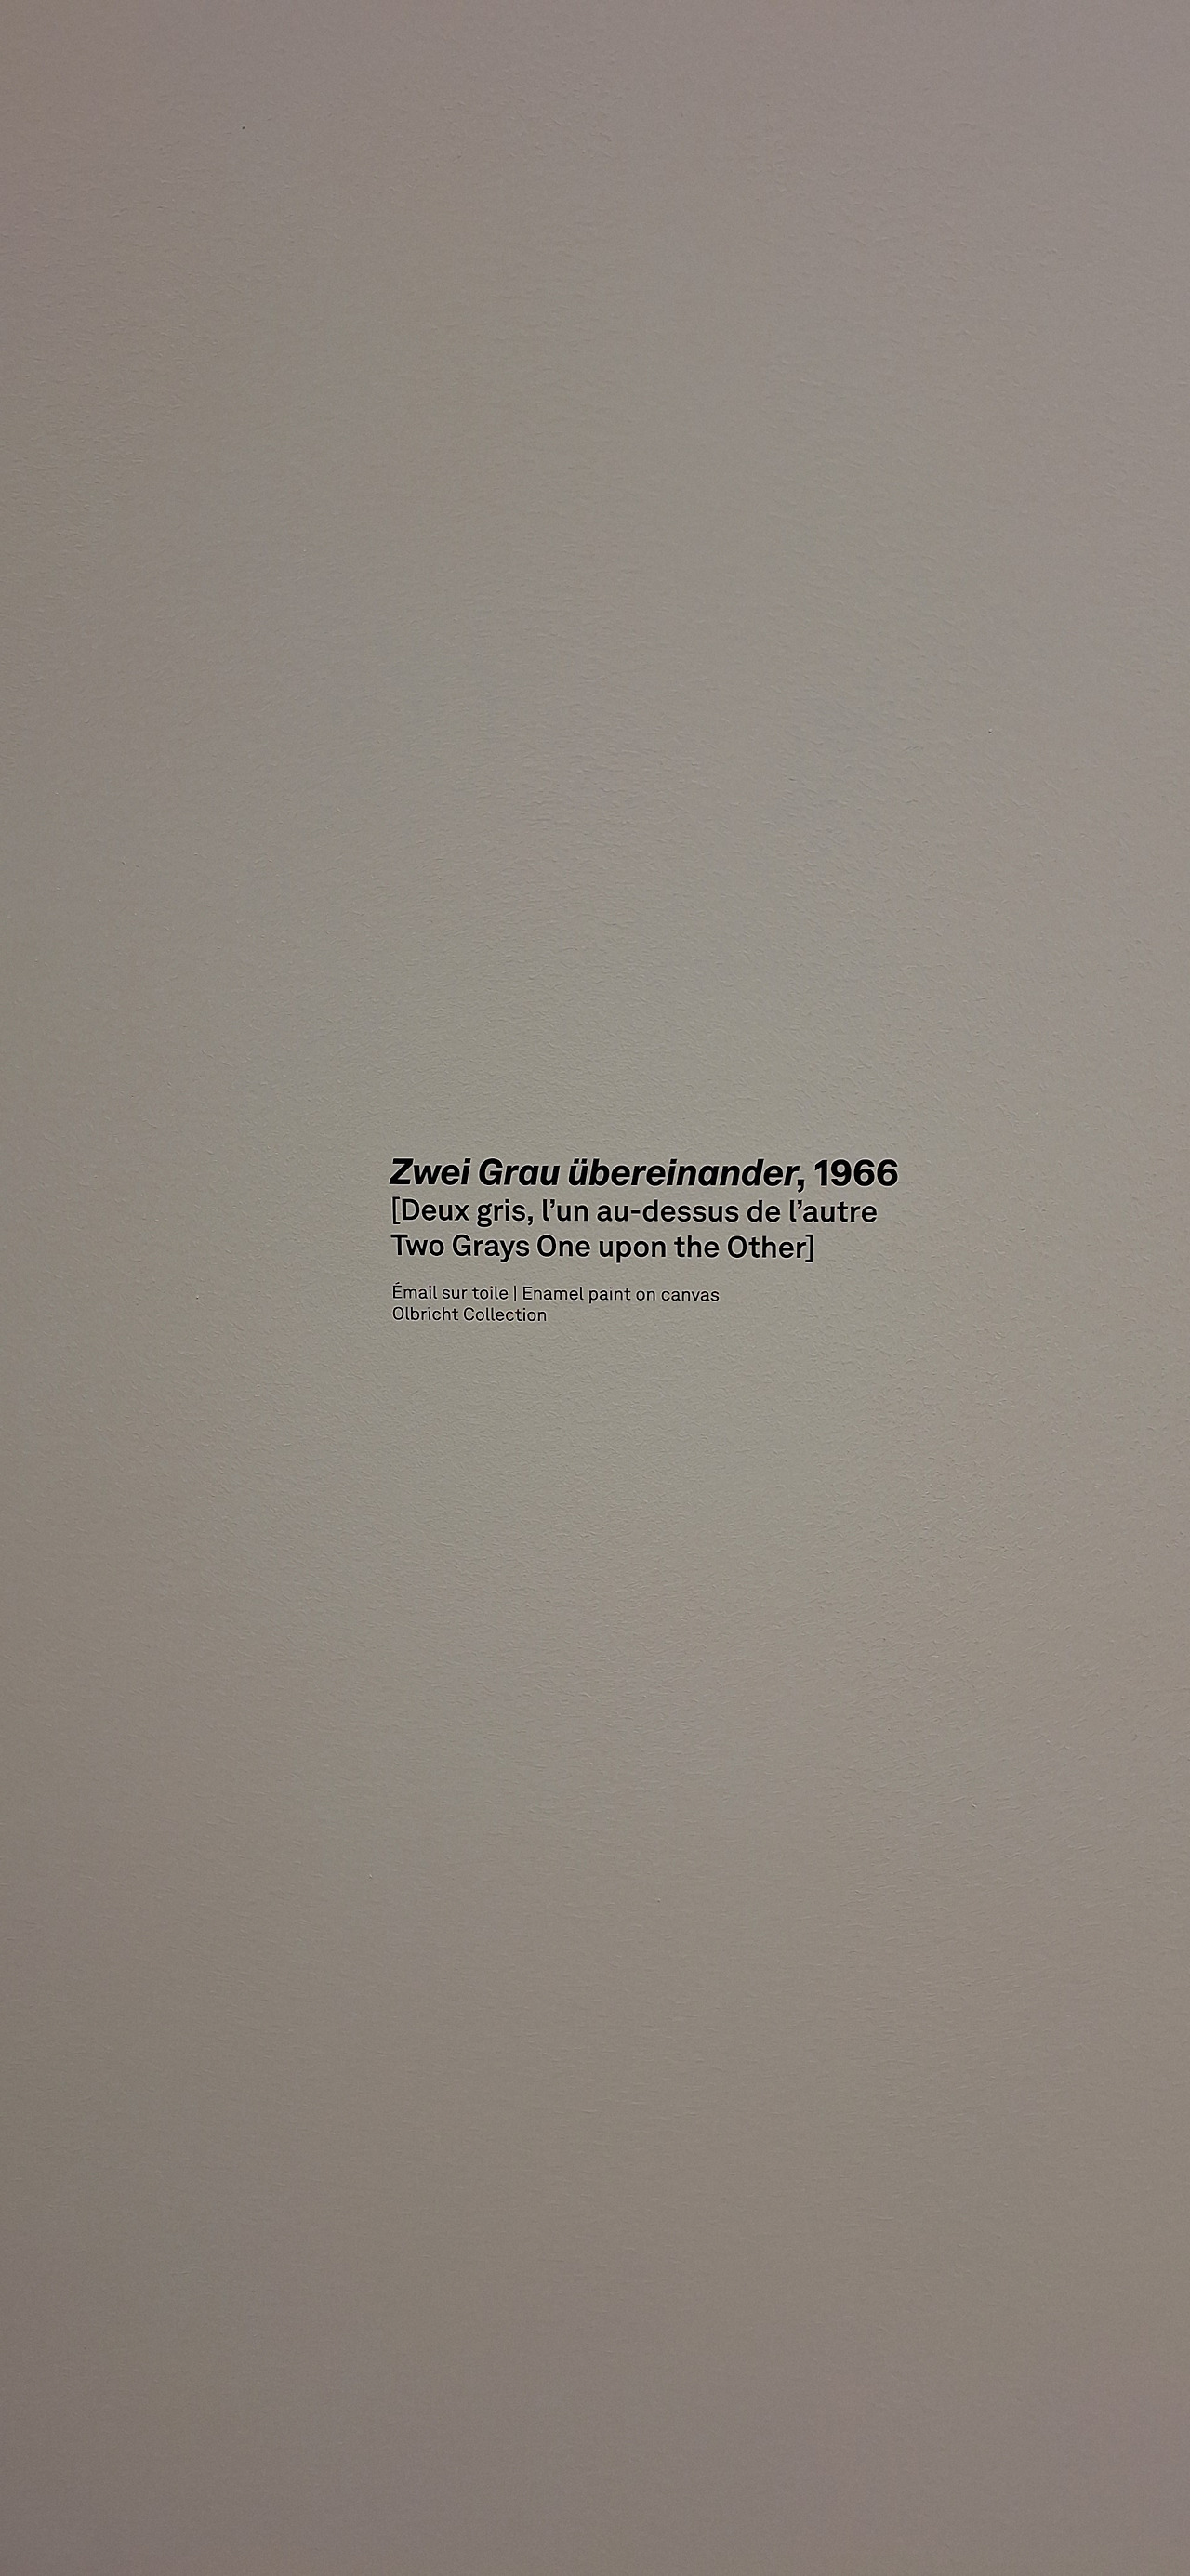 Zwei Grau übereinander, 1966
[Deux gris, l’un au-dessus de l’autre
Two Grays One upon the Other]
Émail sur toile | Enamel paint on canvas
Olbricht Collection